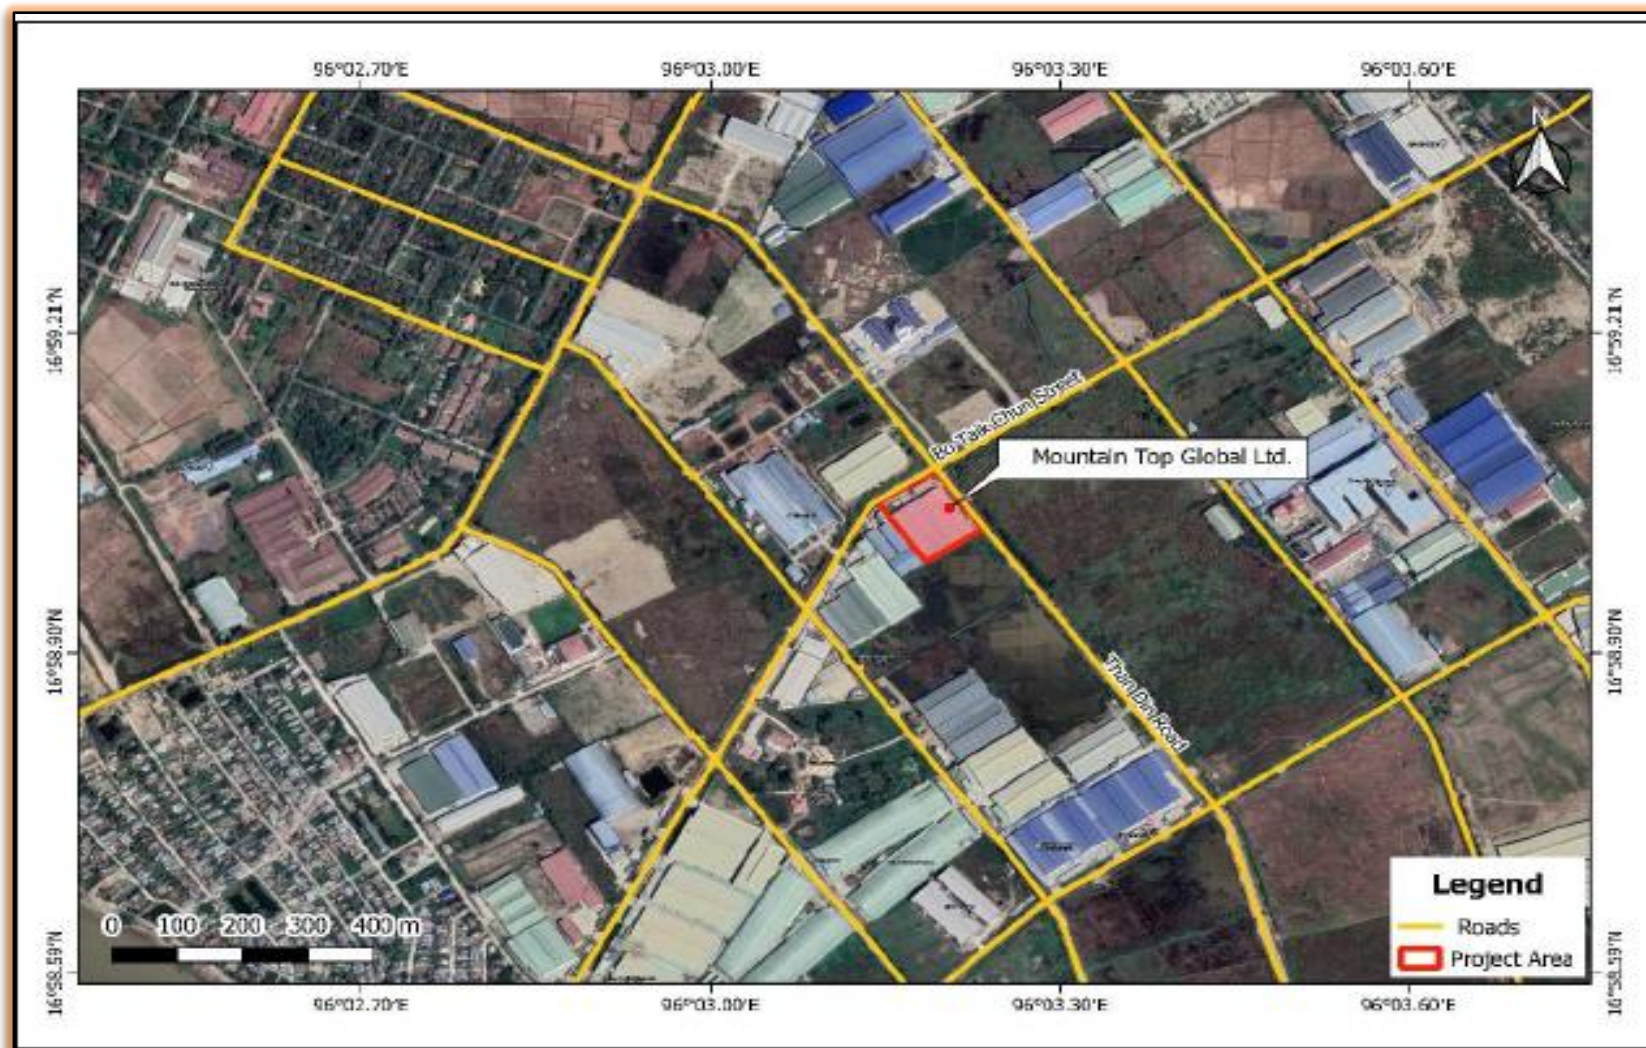 96°02.70'E 96°03.00'E 96°03.30'E 96°03.60'E
N
16°59.21'N 16°59.21'N
Bo Taik Chun Street
Mountain Top Global Ltd.
16°58.90'N 16°58.90'N
Than Din Road
Legend
Roads
Project Area
0 100 200 300 400 m
16°58.59'N 16°58.59'N
96°02.70'E 96°03.00'E 96°03.30'E 96°03.60'E